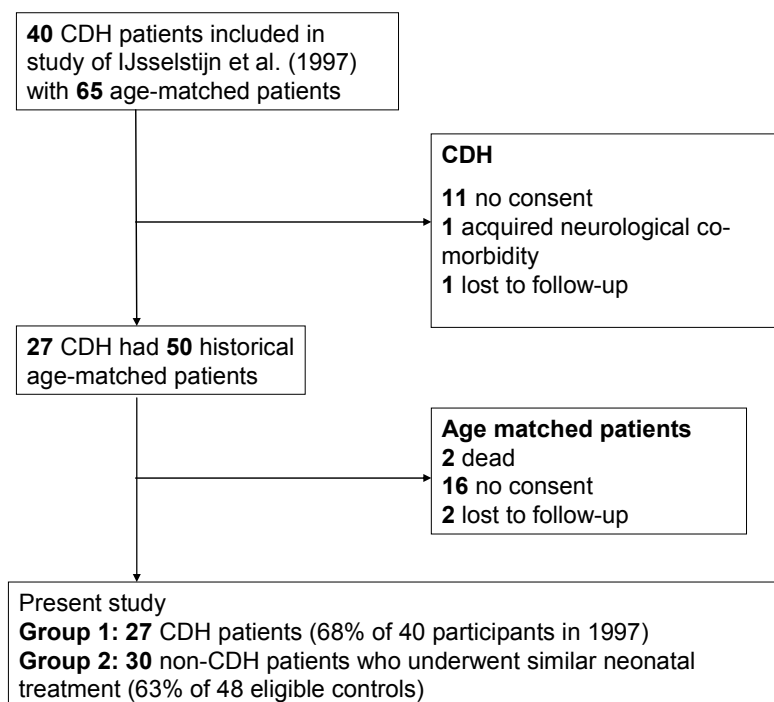 40 CDH patients included in
study of IJsselstijn et al. (1997)
with 65 age-matched patients
CDH
11 no consent
1 acquired neurological co-
morbidity
1 lost to follow-up
27 CDH had 50 historical
age-matched patients
Age matched patients
2 dead
16 no consent
2 lost to follow-up
Present study
Group 1: 27 CDH patients (68% of 40 participants in 1997)
Group 2: 30 non-CDH patients who underwent similar neonatal
treatment (63% of 48 eligible controls)